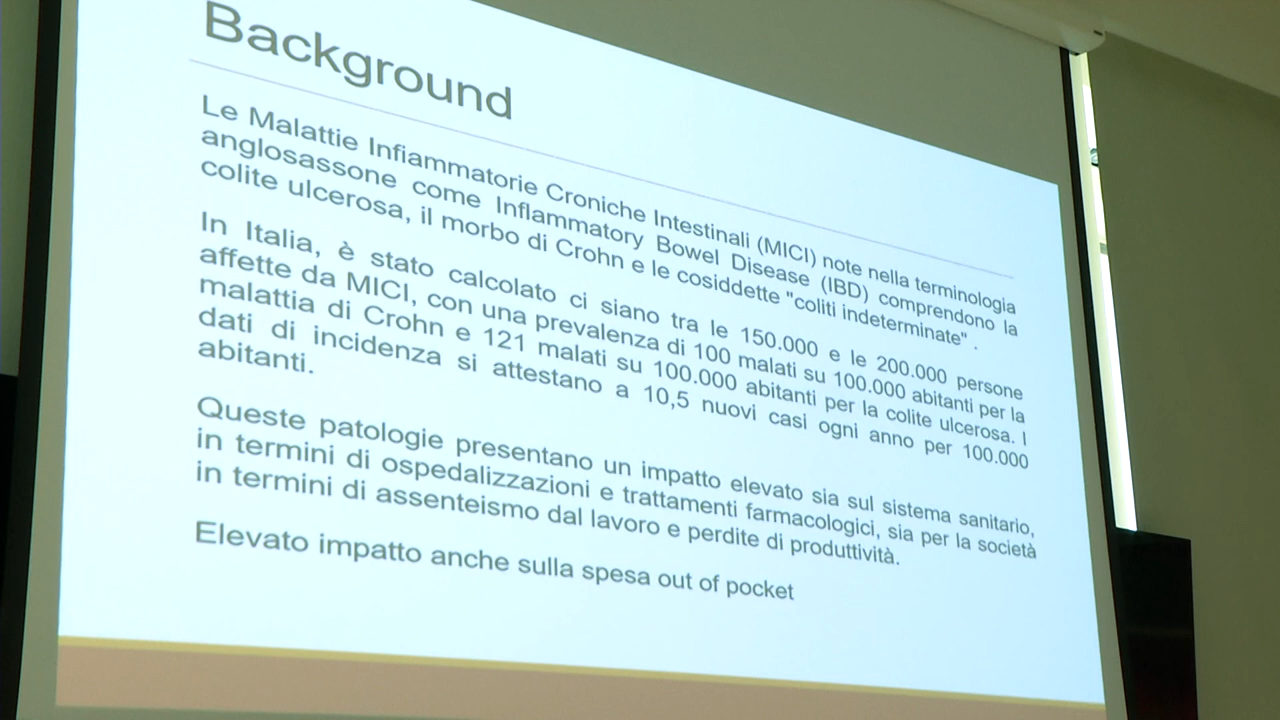 Background
Le Malattie Infiammatorie Croniche Intestinali (MICI) note nella terminologia
anglosassone come Inflammatory Bowel Disease (IBD) comprendono la
colite ulcerosa, il morbo di Crohn e le cosiddette "coliti indeterminate" .
In Italia, è stato calcolato ci siano tra le 150.000 e le 200.000 persone
affette da MICI, con una prevalenza di 100 malati su 100.000 abitanti per la
malattia di Crohn e 121 malati su 100.000 abitanti per la colite ulcerosa. I
dati di incidenza si attestano a 10,5 nuovi casi ogni anno per 100.000
abitanti.
Queste patologie presentano un impatto elevato sia sul sistema sanitario,
in termini di ospedalizzazioni e trattamenti farmacologici, sia per la società
in termini di assenteismo dal lavoro e perdite di produttività.
Elevato impatto anche sulla spesa out of pocket